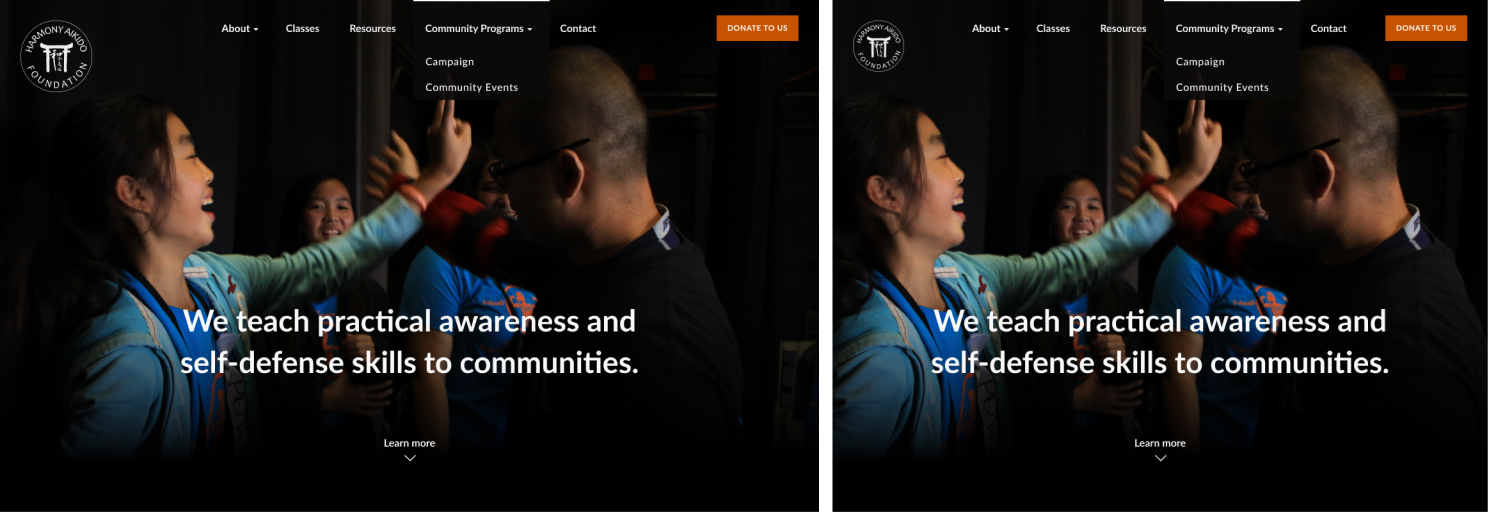 HARMONY AIKIDO
FOUNDATION
About
Classes
Resources
Community Programs
Contact
DONATE TO US
Campaign
Community Events
We teach practical awareness and
self-defense skills to communities.
Learn more
HARMONY AIKIDO
FOUNDATION
About
Classes
Resources
Community Programs
Contact
DONATE TO US
Campaign
Community Events
We teach practical awareness and
self-defense skills to communities.
Learn more